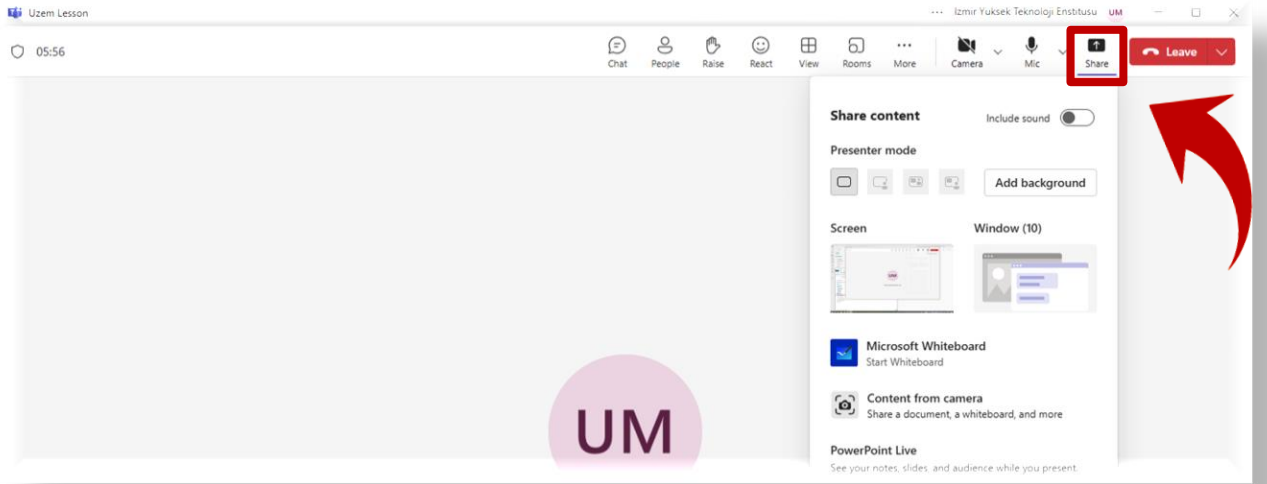 Uzem Lesson
... Izmir Yuksek Teknoloji Enstitusu UM
05:56
Chat People Raise React View Rooms More Camera Mic Share Leave
Share content Include sound
Presenter mode
Add background
Screen Window (10)
UM
Microsoft Whiteboard
Start Whiteboard
Content from camera
Share a document, a whiteboard, and more
UM
PowerPoint Live
See your notes, slides, and audience while you present.